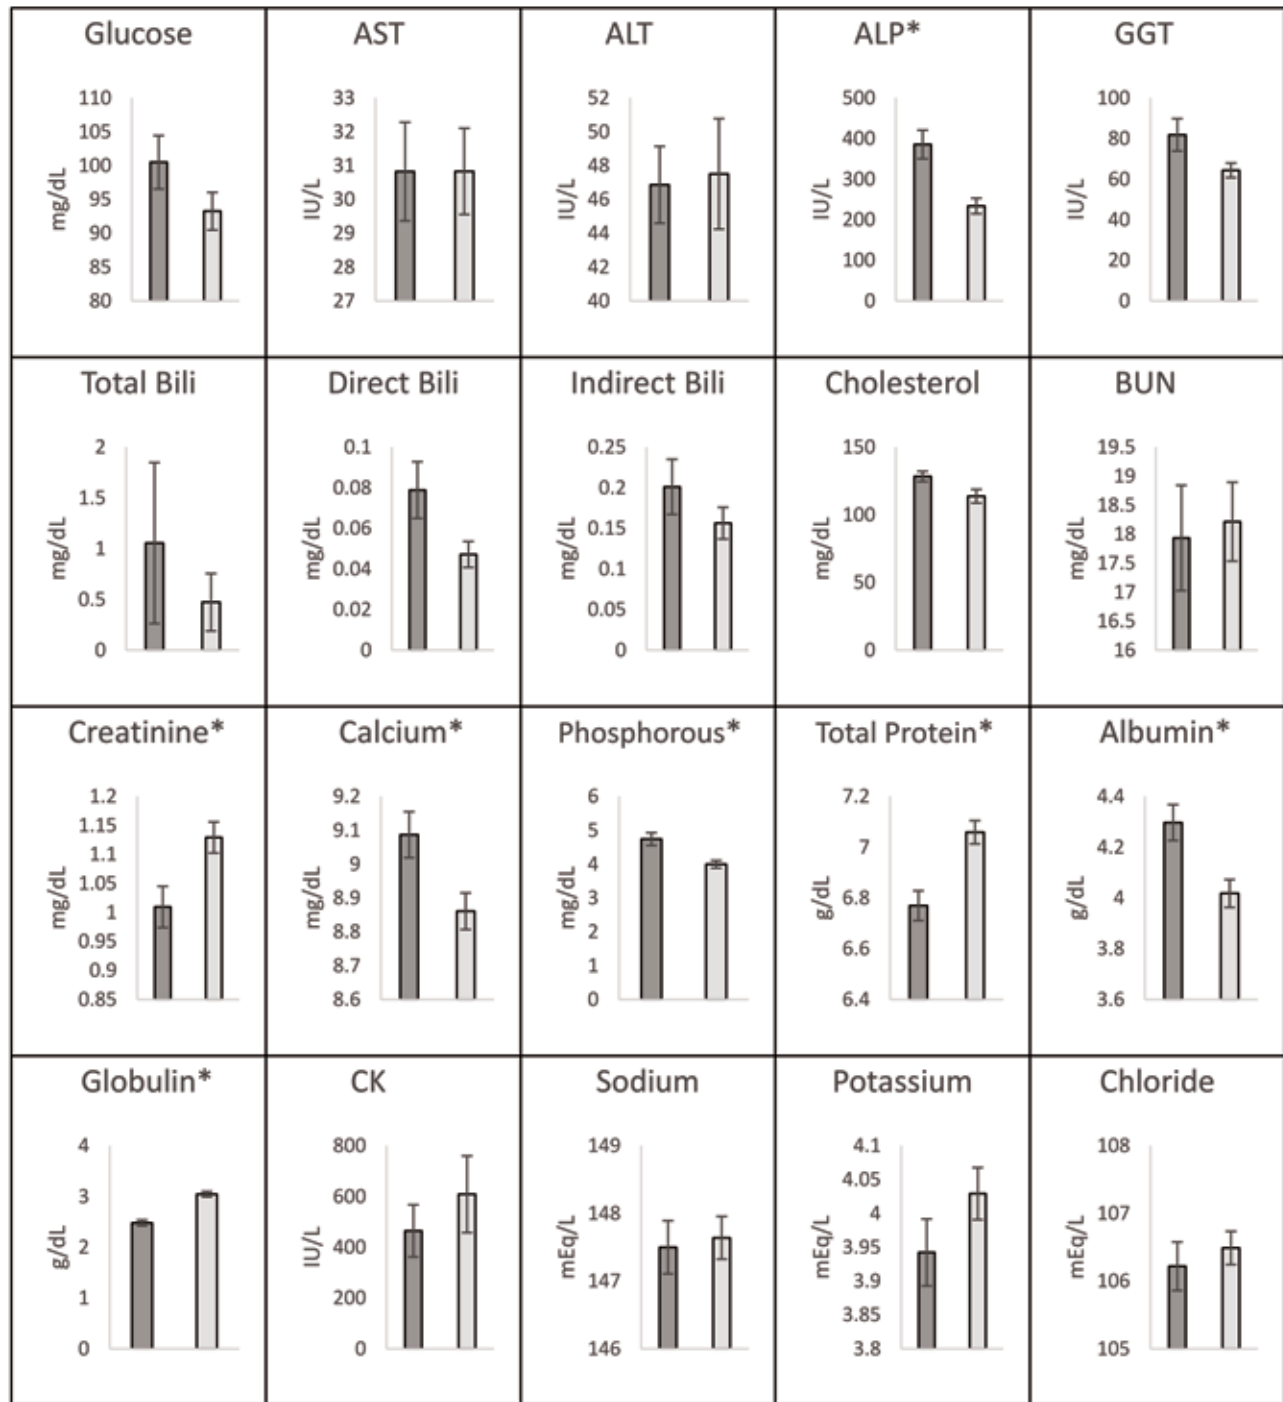 Glucose
AST
ALT
ALP*
GGT
110
105
100
95
90
85
80
mg/dL
33
32
31
30
29
28
27
IU/L
52
50
48
46
44
42
40
IU/L
500
400
300
200
100
0
IU/L
100
80
60
40
20
0
IU/L
Total Bili
Direct Bili
Indirect Bili
Cholesterol
BUN
2
1.5
1
0.5
0
mg/dL
0.1
0.08
0.06
0.04
0.02
0
mg/dL
0.25
0.2
0.15
0.1
0.05
0
mg/dL
150
100
50
0
mg/dL
19.5
19
18.5
18
17.5
17
16.5
16
mg/dL
Creatinine*
Calcium*
Phosphorous*
Total Protein*
Albumin*
1.2
1.15
1.1
1.05
1
0.95
0.9
0.85
mg/dL
9.2
9.1
9
8.9
8.8
8.7
8.6
mg/dL
6
5
4
3
2
1
0
mg/dL
7.2
7
6.8
6.6
6.4
g/dL
4.4
4.2
4
3.8
3.6
g/dL
Globulin*
CK
Sodium
Potassium
Chloride
4
3
2
1
0
g/dL
800
600
400
200
0
IU/L
149
148
147
146
mEq/L
4.1
4.05
4
3.95
3.9
3.85
3.8
mEq/L
108
107
106
105
mEq/L